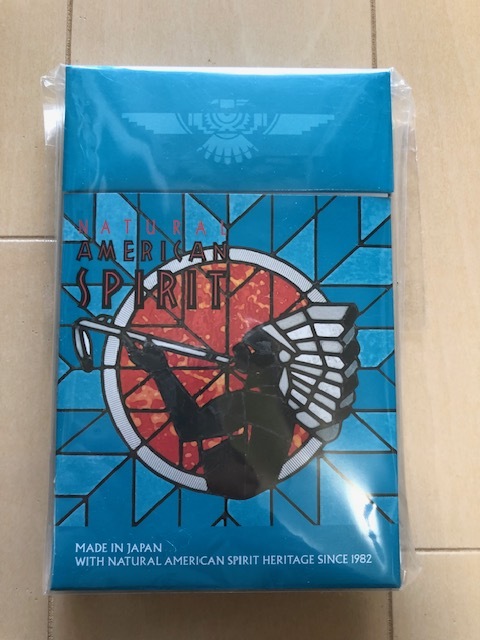 NATURAL
AMERICAN
SPIRIT
MADE IN JAPAN
WITH NATURAL AMERICAN SPIRIT HERITAGE SINCE 1982